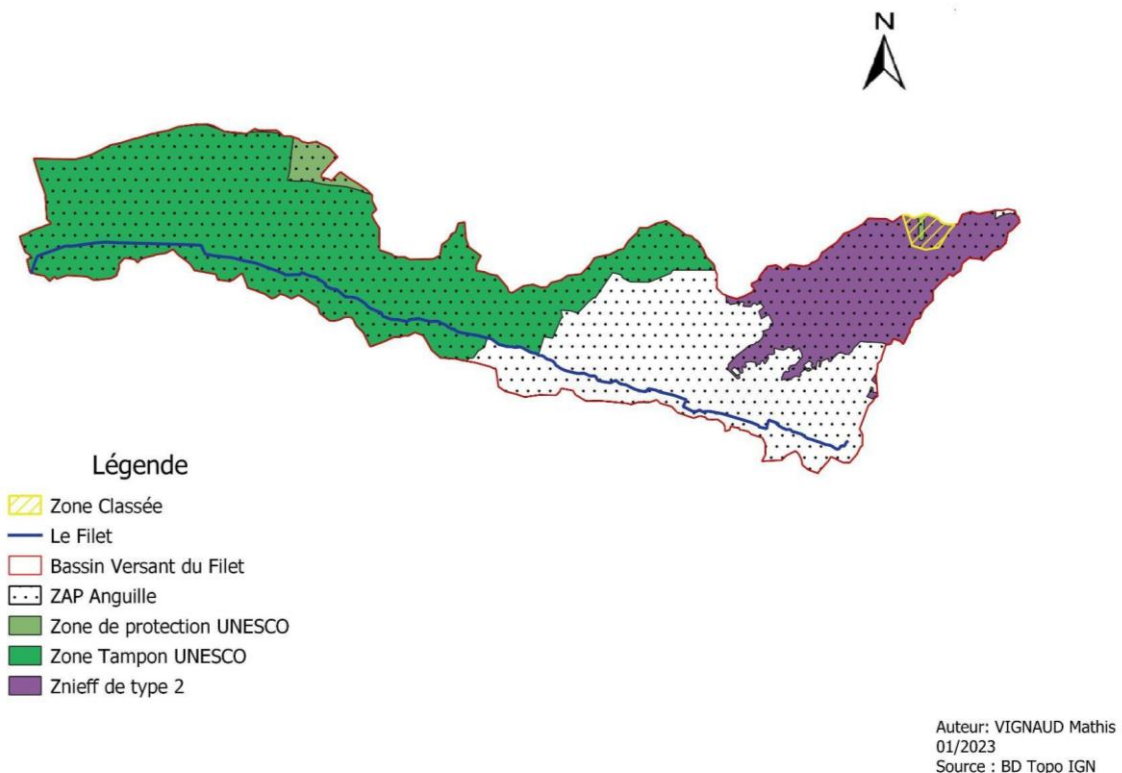 N
Légende
Zone Classée
Le Filet
Bassin Versant du Filet
ZAP Anguille
Zone de protection UNESCO
Zone Tampon UNESCO
Znieff de type 2
Auteur: VIGNAUD Mathis
01/2023
Source : BD Topo IGN